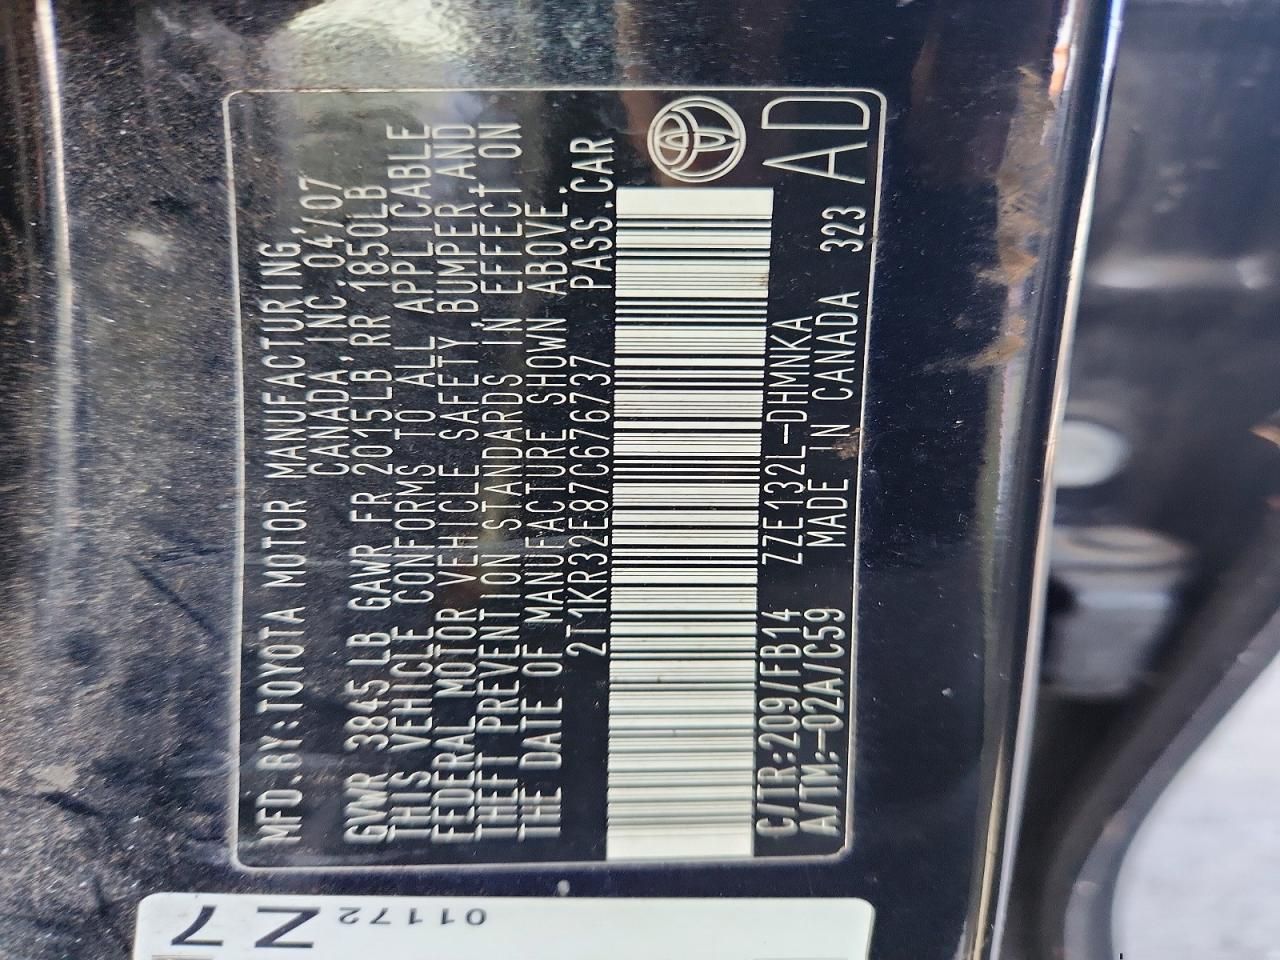 MFD.BY:TOYOTA MOTOR MANUFACTURING,
CANADA, INC. 04/07
GVWR 3845 LB GAWR FR 2015LB RR 1850LB
THIS VEHICLE CONFORMS TO ALL APPLICABLE
FEDERAL MOTOR VEHICLE SAFETY, BUMPER, AND
THEFT PREVENTION STANDARDS IN EFFECT ON
THE DATE OF MANUFACTURE SHOWN ABOVE.
2T1KR32E87C676737 PASS.CAR
C/TR:209/FB14 ZZE132L-DHMNKA
A/TM:-02A/C59 MADE IN CANADA 323 AD
01172
Z7